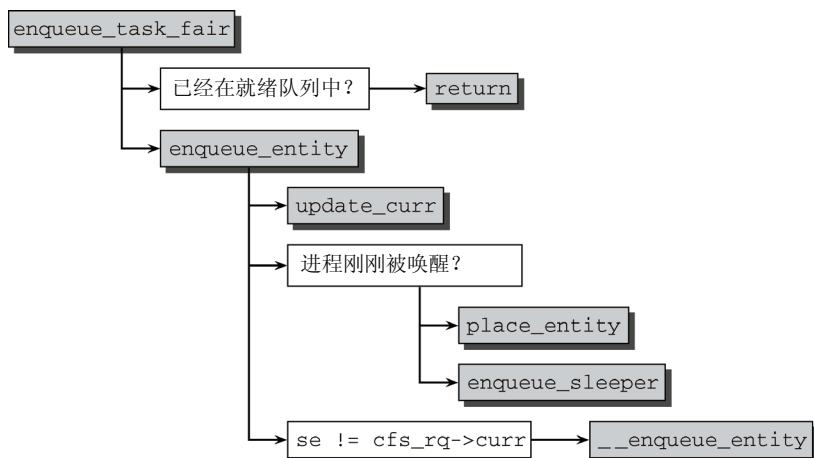 enqueue_task_fair
已经在就绪队列中？
return
enqueue_entity
update_curr
进程刚刚被唤醒？
place_entity
enqueue_sleeper
se != cfs_rq->curr
__enqueue_entity